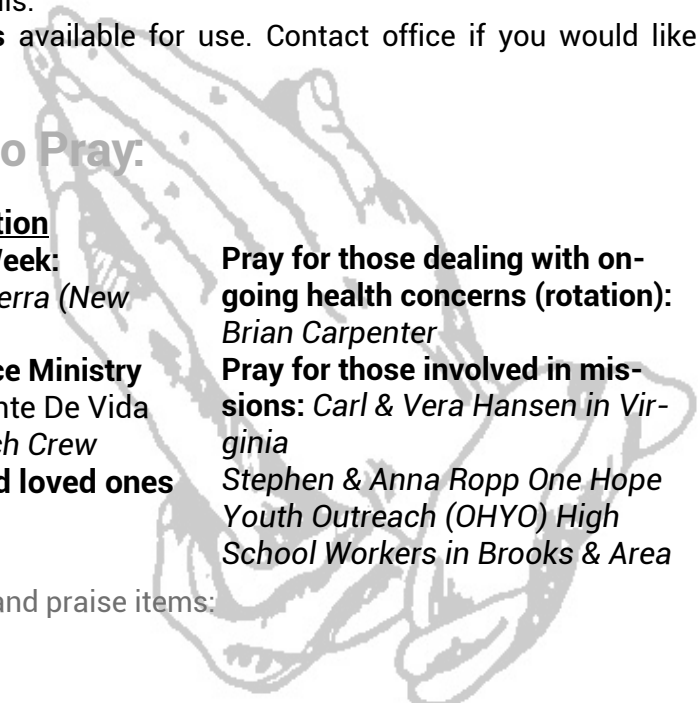 s available for use. Contact office if you would like
o Pray:
tion
Week:
erra (New
ce Ministry
nte De Vida
ch Crew
d loved ones
Pray for those dealing with on-
going health concerns (rotation):
Brian Carpenter
Pray for those involved in mis-
sions: Carl & Vera Hansen in Vir-
ginia
Stephen & Anna Ropp One Hope
Youth Outreach (OHYO) High
School Workers in Brooks & Area
and praise items: